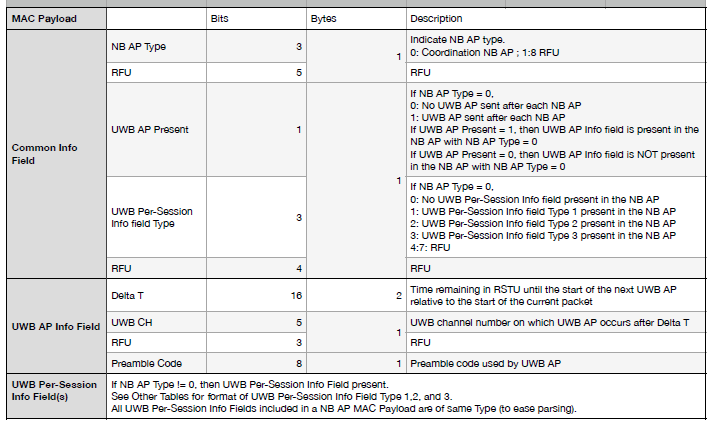 MAC Payload Bits Bytes Description
Common Info Field
NB AP Type 3 1
Indicate NB AP type.
0: Coordination NB AP ; 1:8 RFU
RFU 5 RFU
UWB AP Present 1 1
If NB AP Type = 0,
0: No UWB AP sent after each NB AP
1: UWB AP sent after each NB AP
If UWB AP Present = 1, then UWB AP Info field is present in the
NB AP with NB AP Type = 0
If UWB AP Present = 0, then UWB AP Info field is NOT present
in the NB AP with NB AP Type = 0
UWB Per-Session
Info field Type 3
If NB AP Type = 0,
0: No UWB Per-Session Info field present in the NB AP
1: UWB Per-Session Info field Type 1 present in the NB AP
2: UWB Per-Session Info field Type 2 present in the NB AP
3: UWB Per-Session Info field Type 3 present in the NB AP
4:7: RFU
RFU 4 RFU
UWB AP Info Field
Delta T 16 2
Time remaining in RSTU until the start of the next UWB AP
relative to the start of the current packet
UWB CH 5 1 UWB channel number on which UWB AP occurs after Delta T
RFU 3 RFU
Preamble Code 8 1 Preamble code used by UWB AP
UWB Per-Session
Info Field(s)
If NB AP Type != 0, then UWB Per-Session Info Field present.
See Other Tables for format of UWB Per-Session Info Field Type 1,2, and 3.
All UWB Per-Session Info Fields included in a NB AP MAC Payload are of same Type (to ease parsing).